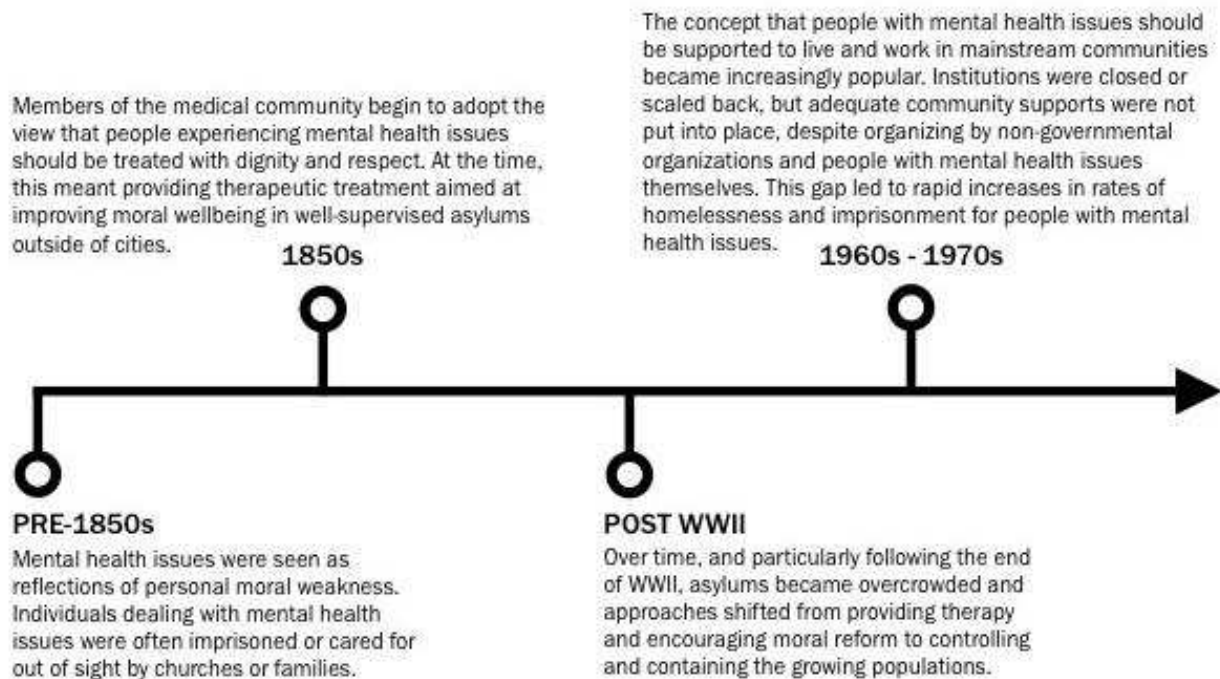 Members of the medical community begin to adopt the
view that people experiencing mental health issues
should be treated with dignity and respect. At the time,
this meant providing therapeutic treatment aimed at
improving moral wellbeing in well-supervised asylums
outside of cities.
1850s
The concept that people with mental health issues should
be supported to live and work in mainstream communities
became increasingly popular. Institutions were closed or
scaled back, but adequate community supports were not
put into place, despite organizing by non-governmental
organizations and people with mental health issues
themselves. This gap led to rapid increases in rates of
homelessness and imprisonment for people with mental
health issues.
1960s - 1970s
PRE-1850s
Mental health issues were seen as
reflections of personal moral weakness.
Individuals dealing with mental health
issues were often imprisoned or cared for
out of sight by churches or families.
POST WWII
Over time, and particularly following the end
of WWII, asylums became overcrowded and
approaches shifted from providing therapy
and encouraging moral reform to controlling
and containing the growing populations.